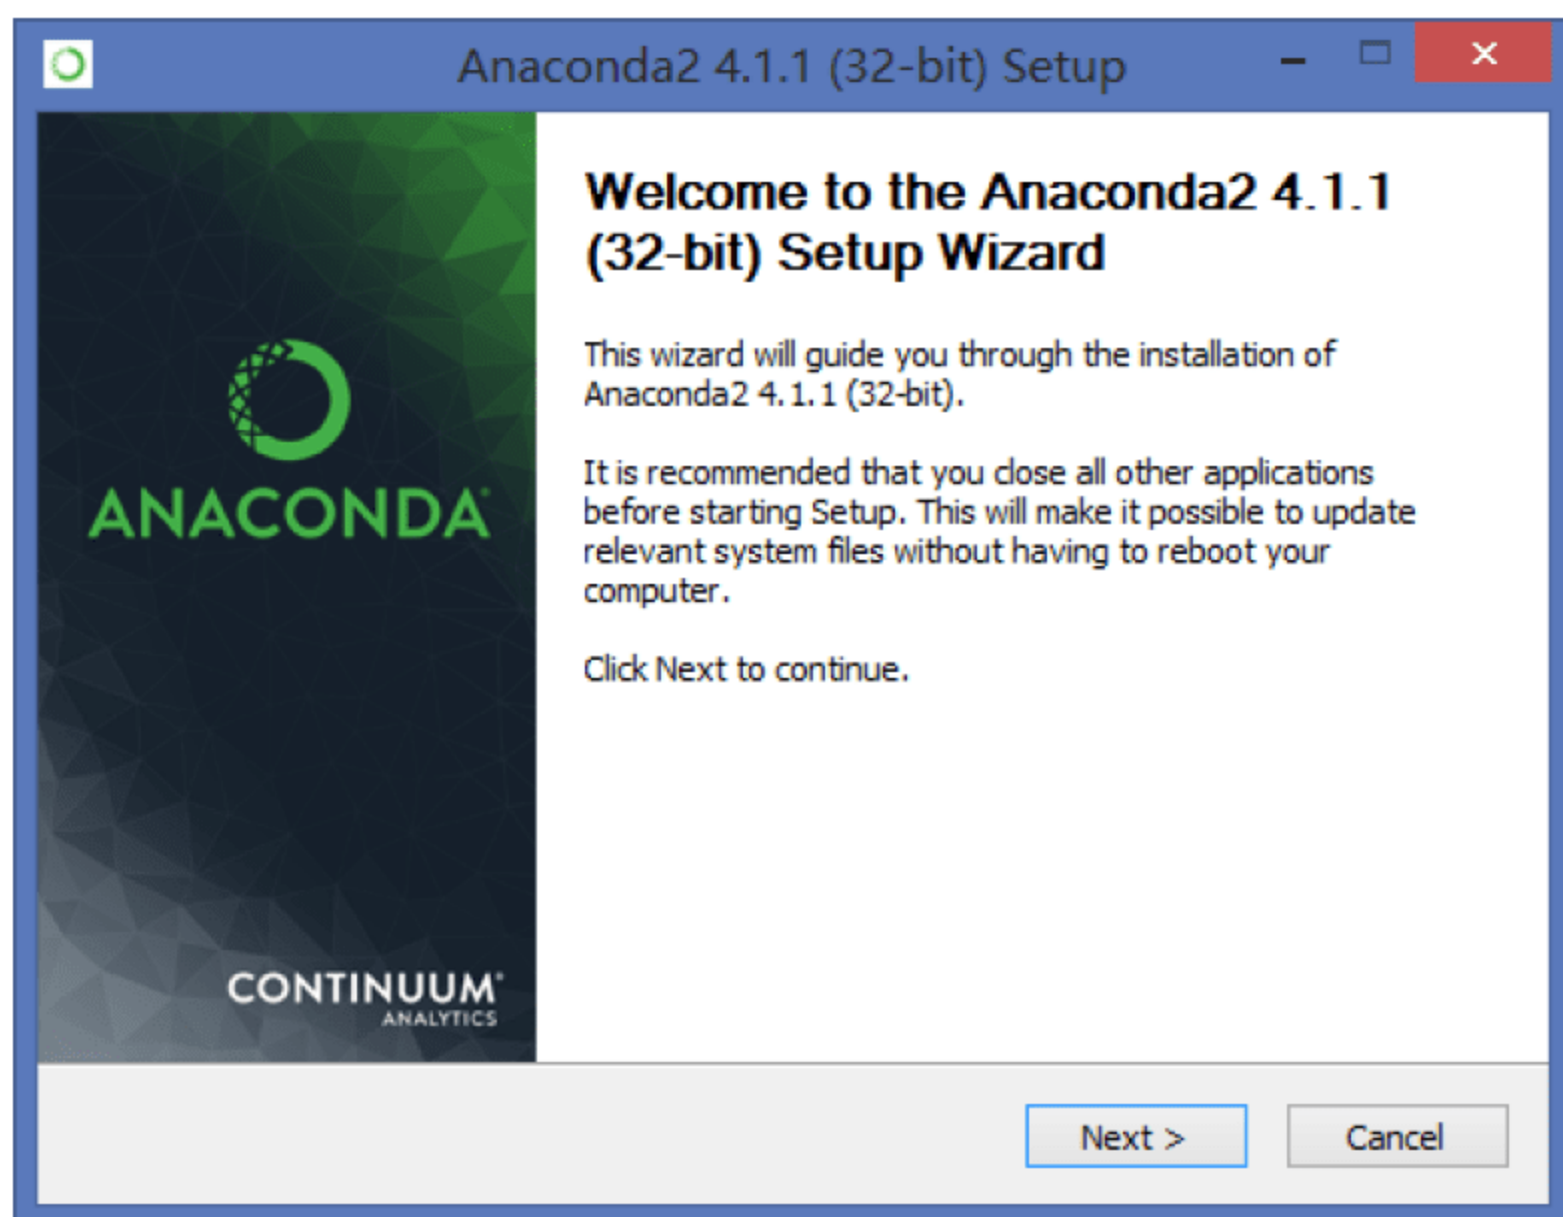 Anaconda2 4.1.1 (32-bit) Setup
Welcome to the Anaconda2 4.1.1
(32-bit) Setup Wizard
This wizard will guide you through the installation of
Anaconda2 4.1.1 (32-bit).
It is recommended that you close all other applications
before starting Setup. This will make it possible to update
relevant system files without having to reboot your
computer.
Click Next to continue.
ANACONDA
CONTINUUM
ANALYTICS
Next >
Cancel